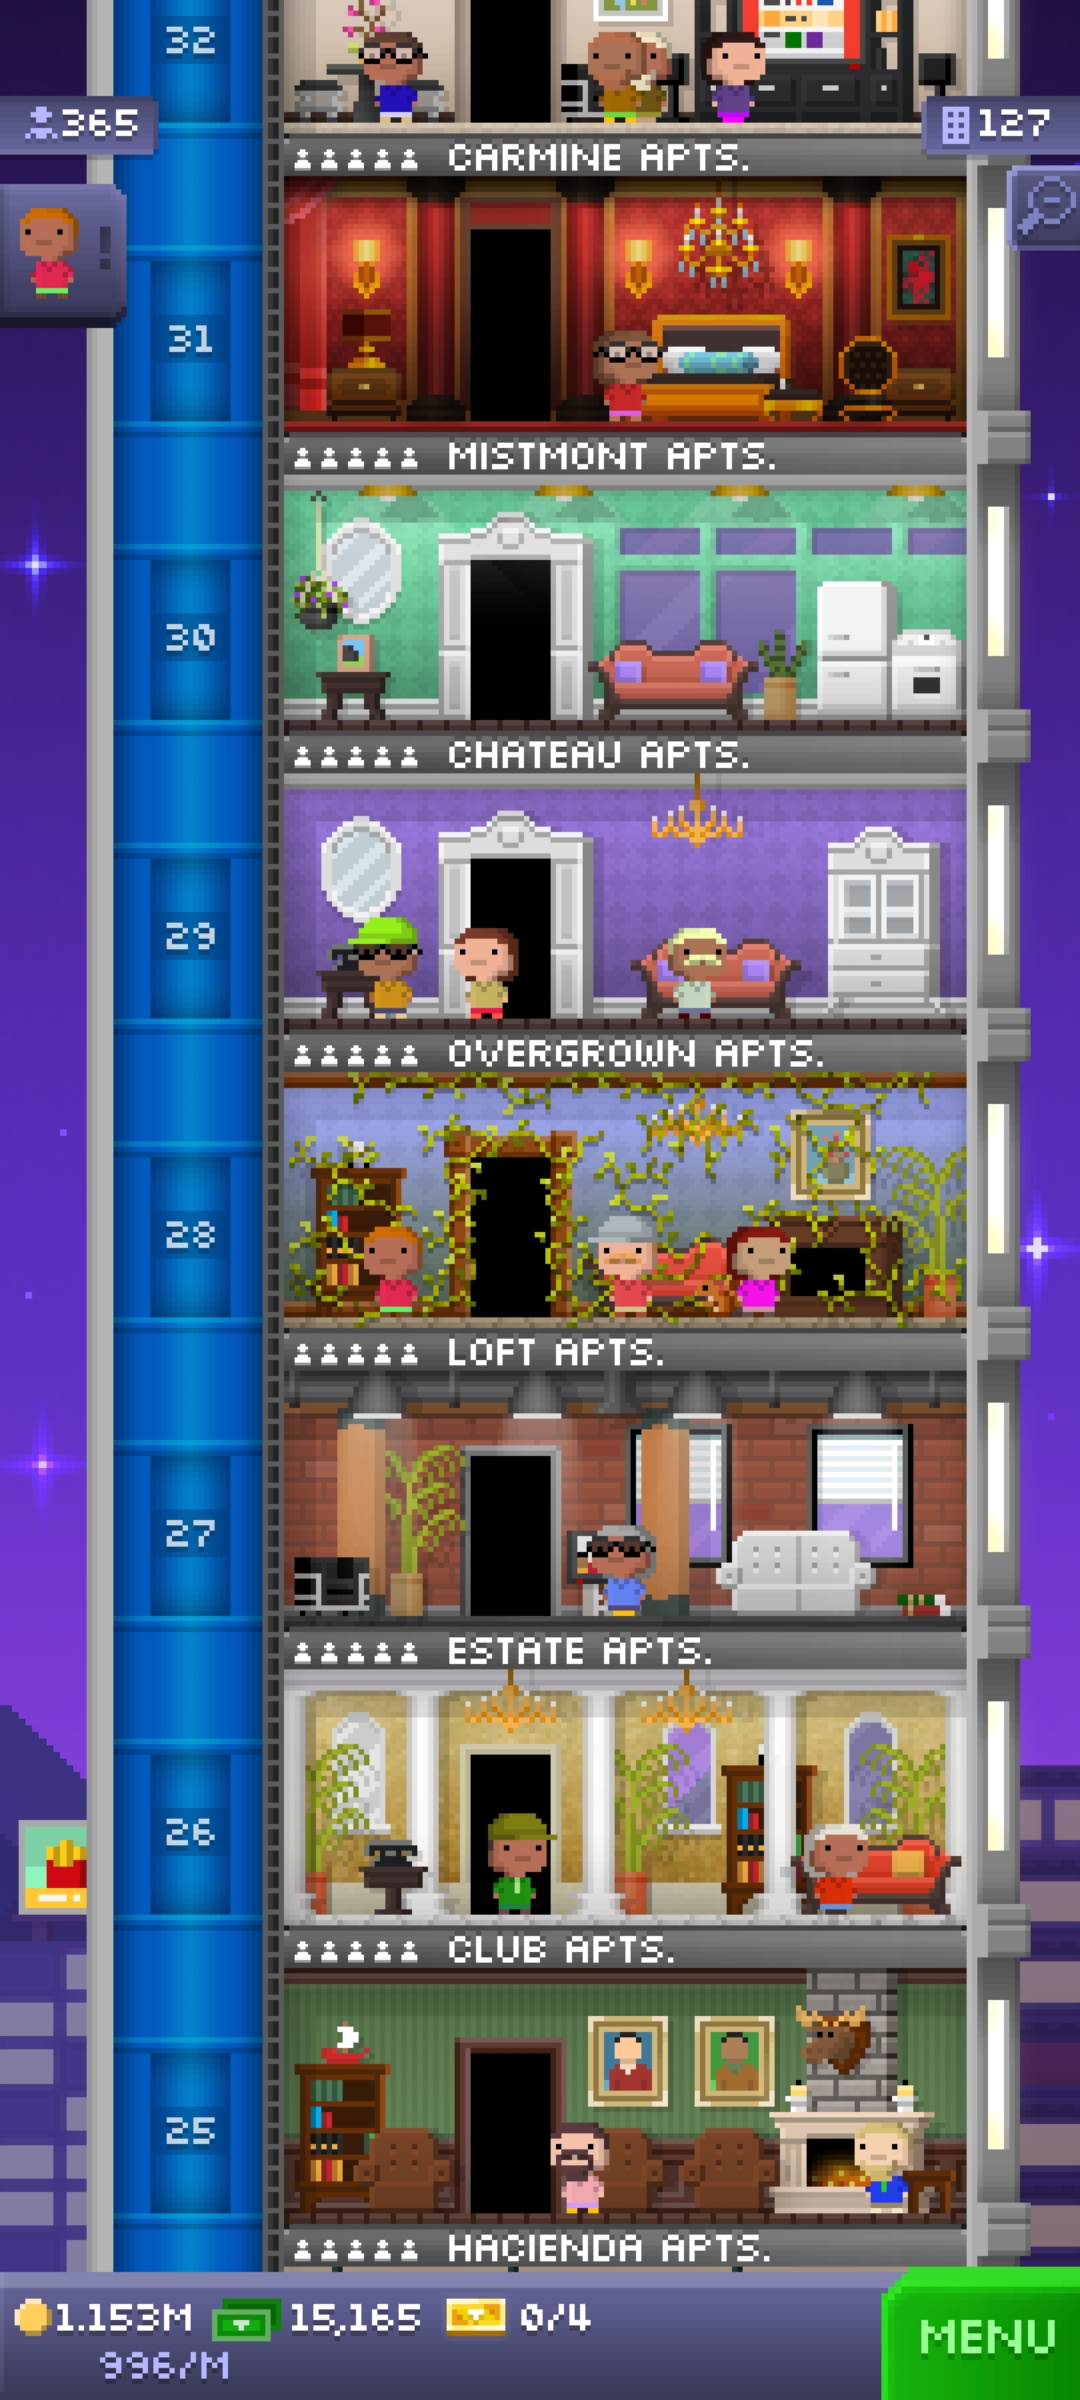 32
365
127
CARMINE APTS.
31
MISTMONT APTS.
30
CHATEAU APTS.
29
OVERGROWN APTS.
28
LOFT APTS.
27
ESTATE APTS.
26
CLUB APTS.
25
HACIENDA APTS.
1.153M 15,165 0/4
996/M
MENU